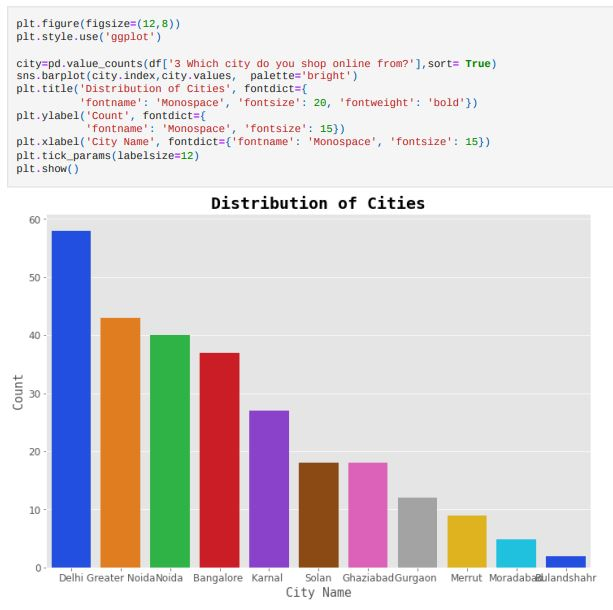 plt.figure(figsize=(12,8))
plt.style.use('ggplot')
city=pd.value_counts(df['3 Which city do you shop online from?'],sort= True)
sns.barplot(city.index,city.values,  palette='bright')
plt.title('Distribution of Cities', fontdict={
'fontname': 'Monospace', 'fontsize': 20, 'fontweight': 'bold'})
plt.ylabel('Count', fontdict={
'fontname': 'Monospace', 'fontsize': 15})
plt.xlabel('City Name', fontdict={'fontname': 'Monospace', 'fontsize': 15})
plt.tick_params(labelsize=12)
plt.show()
Distribution of Cities
60
50
40
30
20
10
0
Count
Delhi Greater Noida Noida Bangalore Karnal Solan Ghaziabad Gurgaon Merrut Moradabad Bulandshahr
City Name